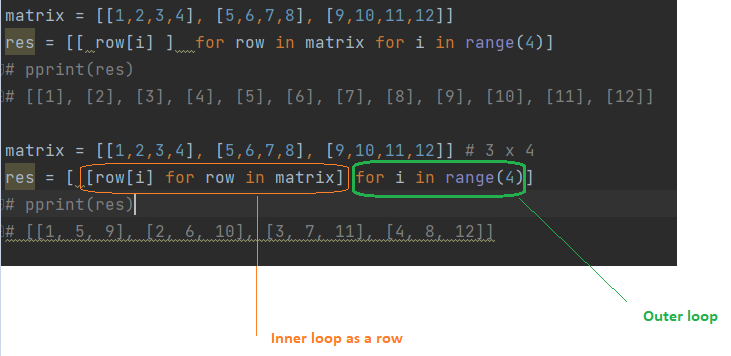 matrix = [[1,2,3,4], [5,6,7,8], [9,10,11,12]]
res = [[ row[i] ]  for row in matrix for i in range(4)]
# pprint(res)
# [[1], [2], [3], [4], [5], [6], [7], [8], [9], [10], [11], [12]]
matrix = [[1,2,3,4], [5,6,7,8], [9,10,11,12]] # 3 x 4
res = [ [row[i] for row in matrix] for i in range(4)]
# pprint(res)
# [[1, 5, 9], [2, 6, 10], [3, 7, 11], [4, 8, 12]]
Outer loop
Inner loop as a row